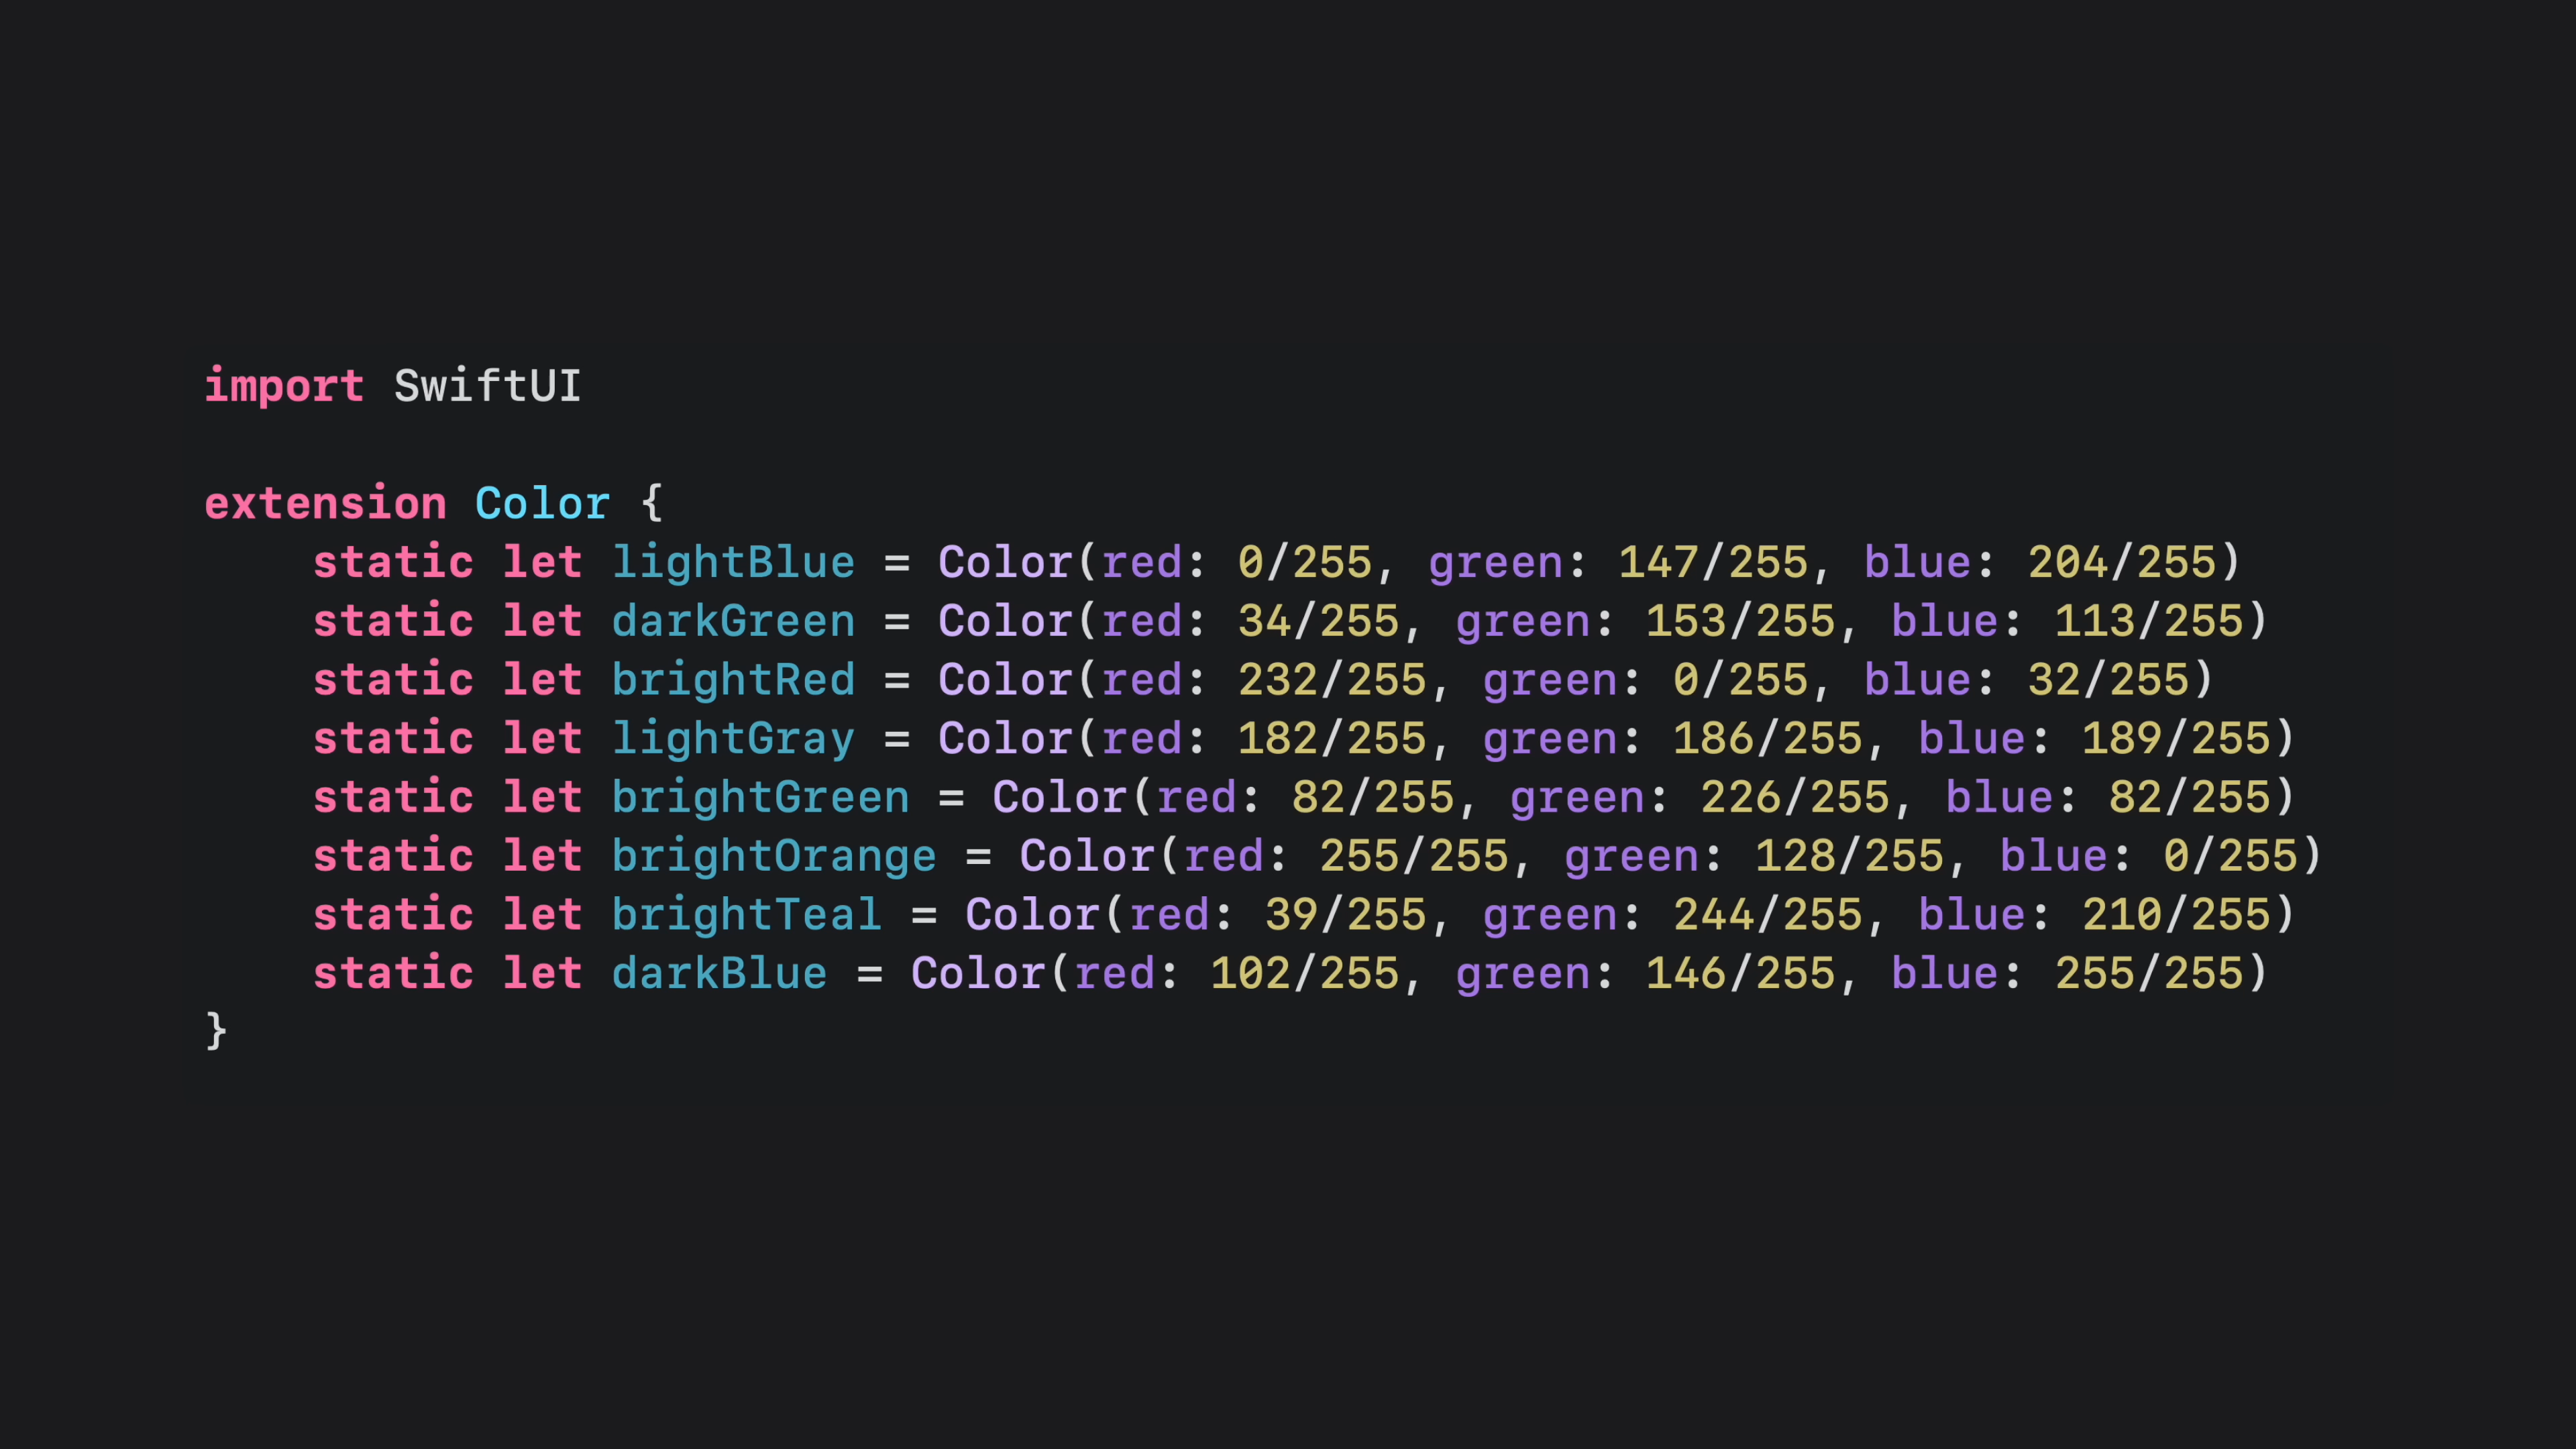 import SwiftUI

extension Color {
    static let lightBlue = Color(red: 0/255, green: 147/255, blue: 204/255)
    static let darkGreen = Color(red: 34/255, green: 153/255, blue: 113/255)
    static let brightRed = Color(red: 232/255, green: 0/255, blue: 32/255)
    static let lightGray = Color(red: 182/255, green: 186/255, blue: 189/255)
    static let brightGreen = Color(red: 82/255, green: 226/255, blue: 82/255)
    static let brightOrange = Color(red: 255/255, green: 128/255, blue: 0/255)
    static let brightTeal = Color(red: 39/255, green: 244/255, blue: 210/255)
    static let darkBlue = Color(red: 102/255, green: 146/255, blue: 255/255)
}